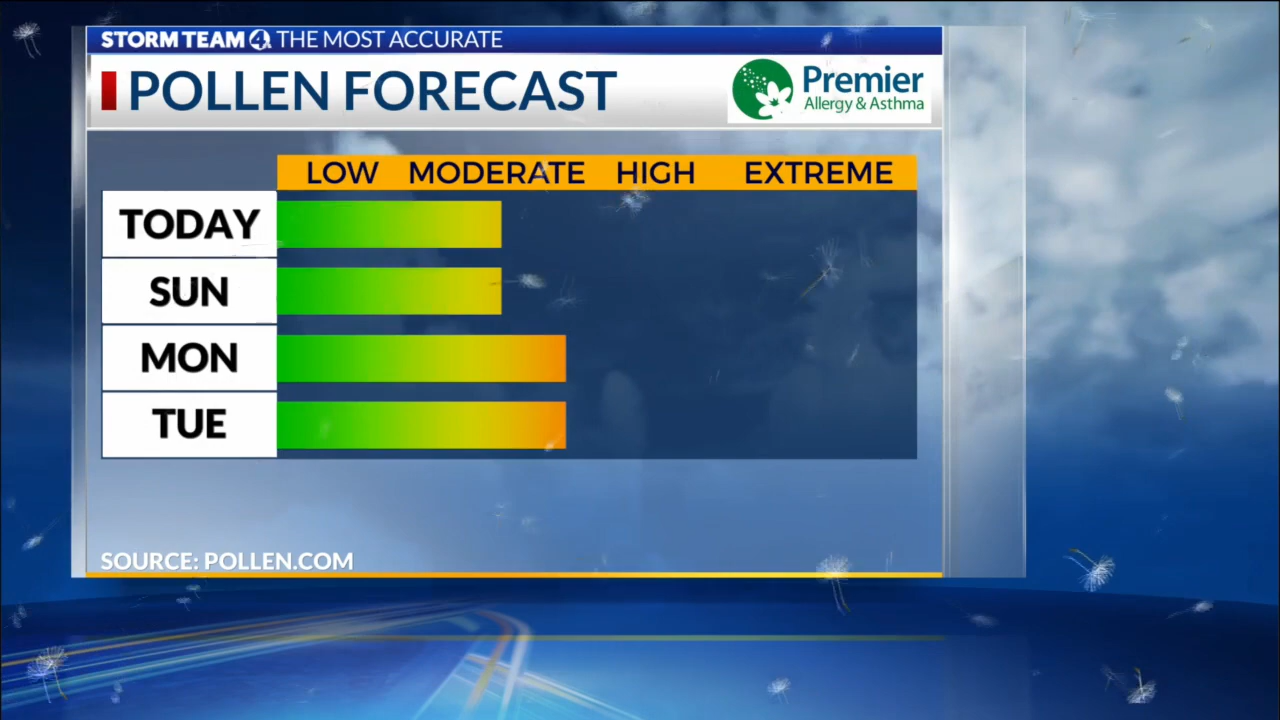 STORM TEAM 4 THE MOST ACCURATE
POLLEN FORECAST
Premier
Allergy & Asthma
LOW MODERATE HIGH EXTREME
TODAY
SUN
MON
TUE
SOURCE: POLLEN.COM